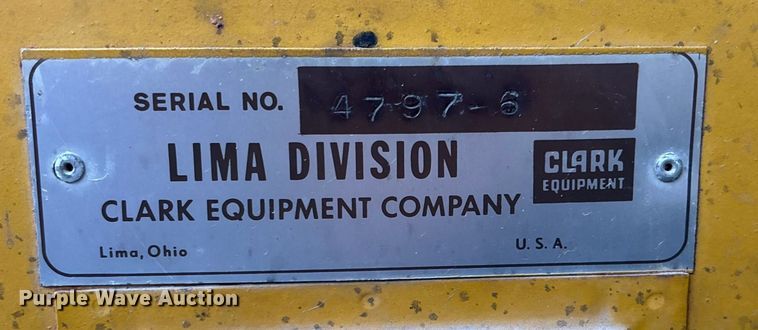 SERIAL NO. 4797-6
LIMA DIVISION
CLARK EQUIPMENT COMPANY
CLARK
EQUIPMENT
Lima, Ohio U. S. A.
Purple Wave Auction